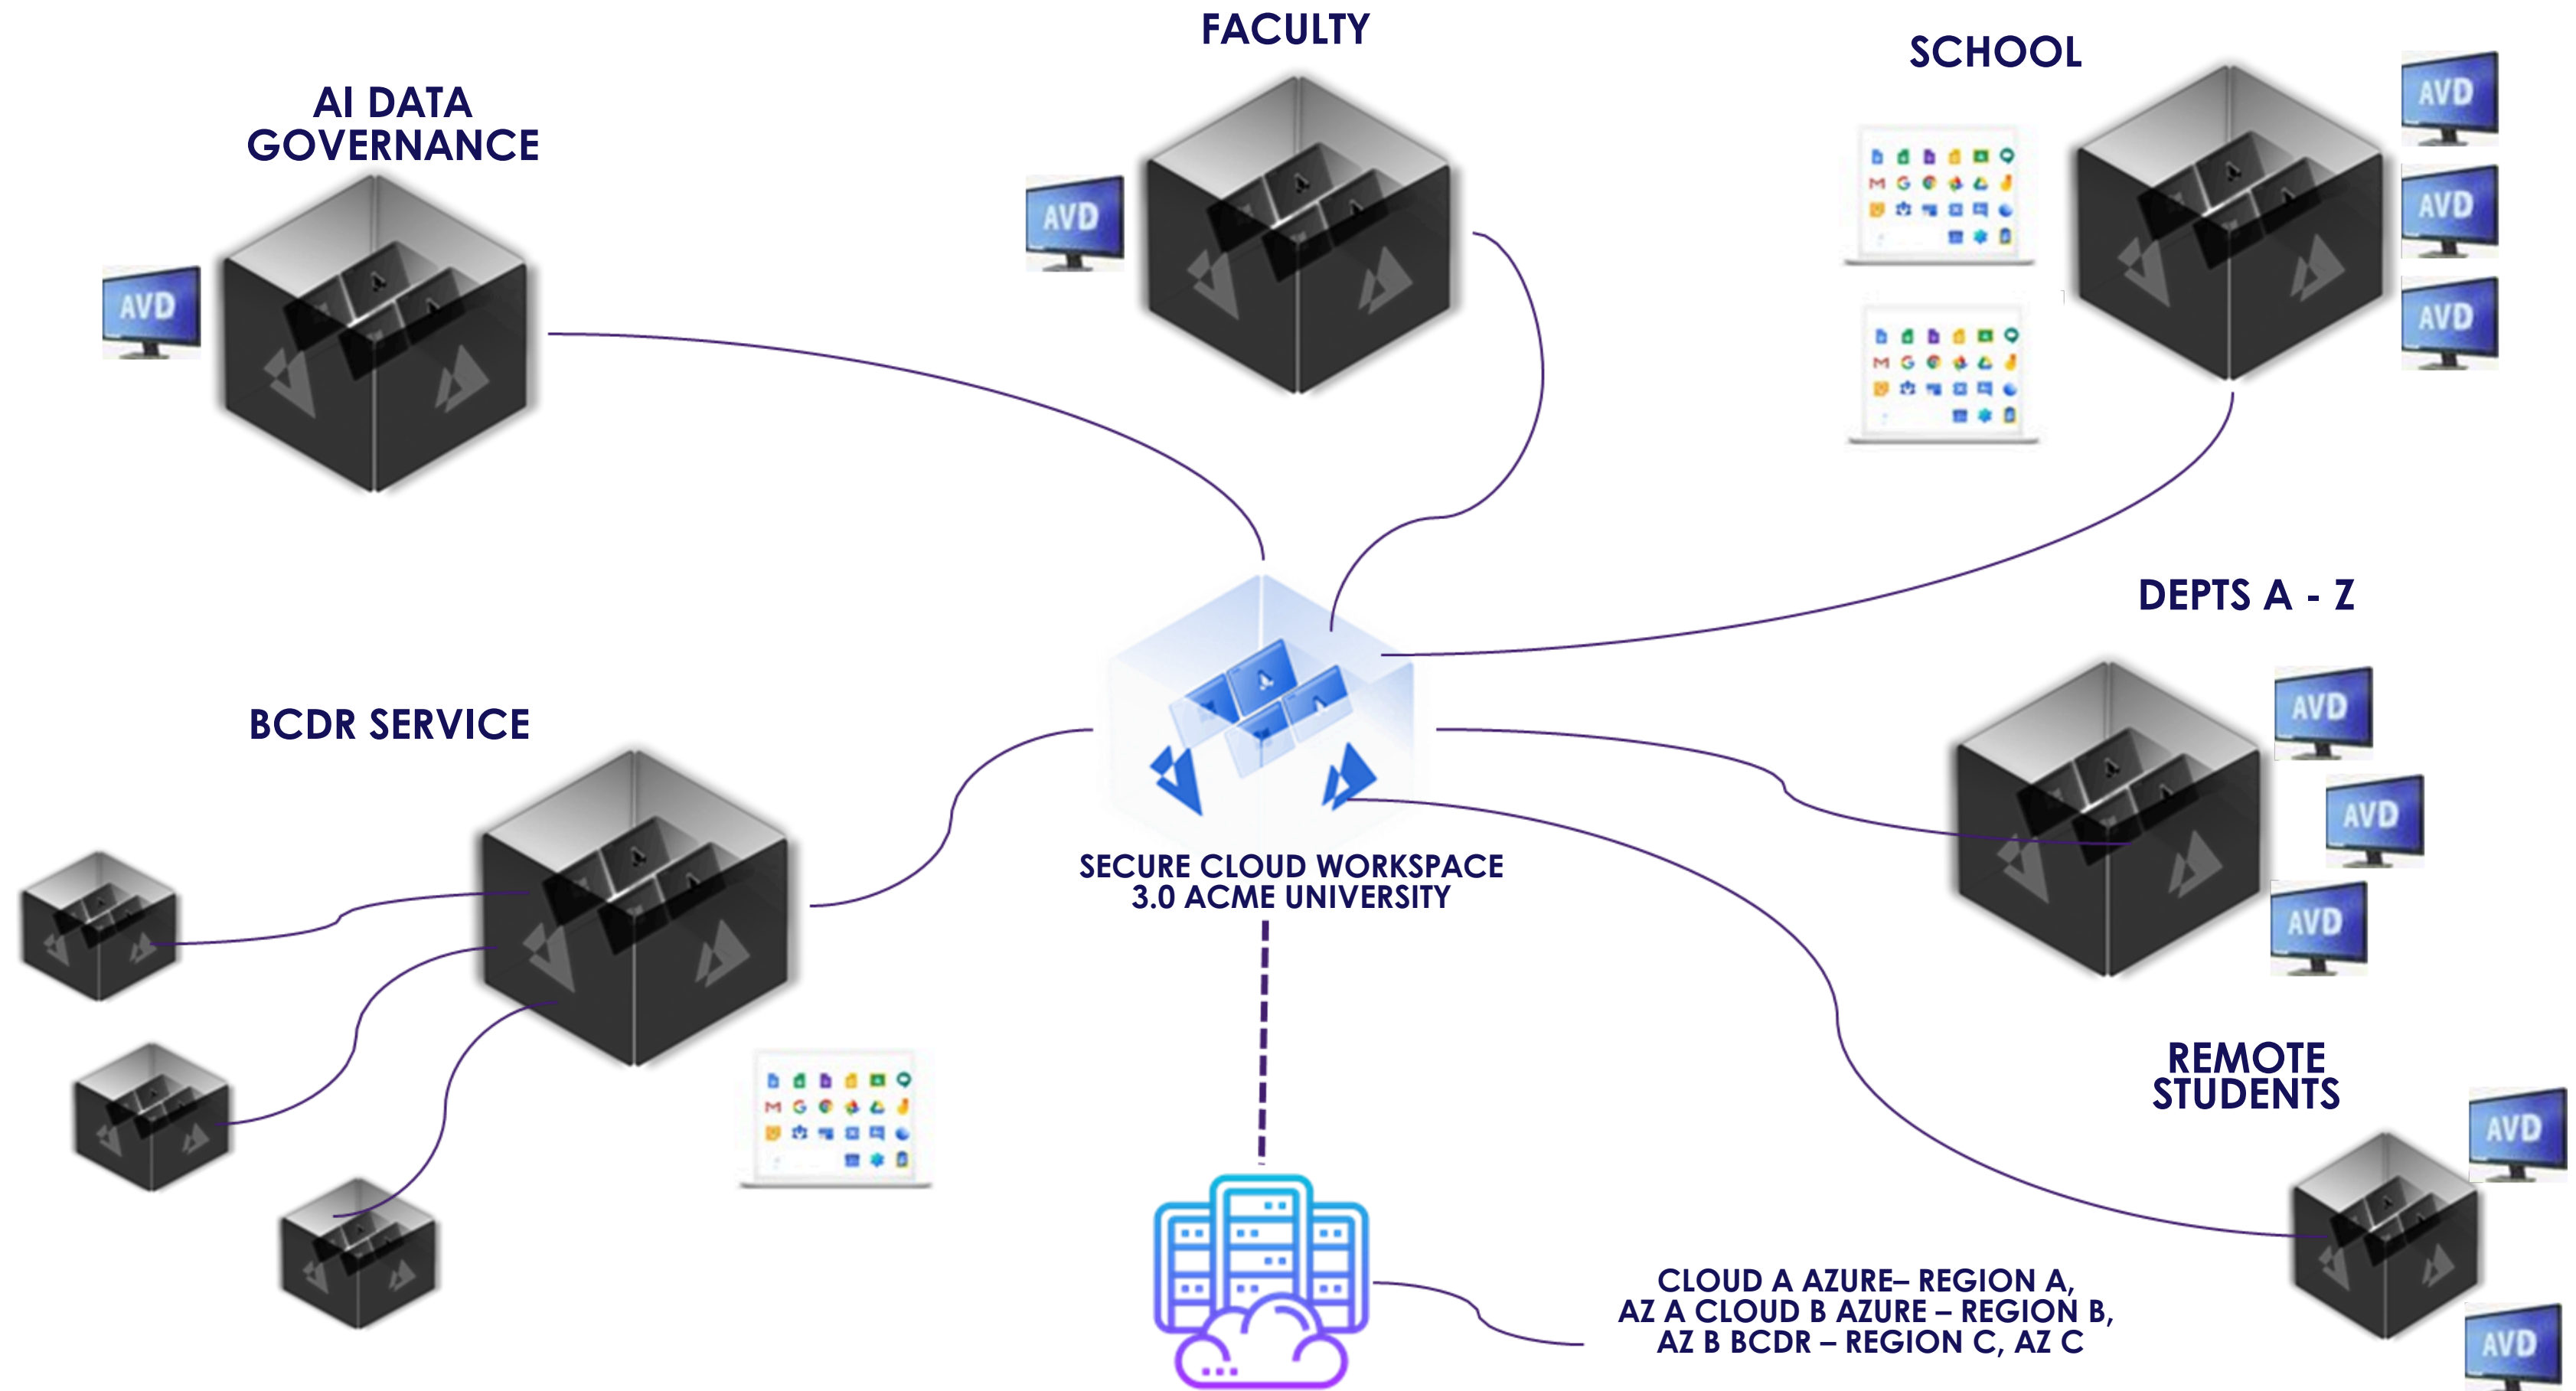 FACULTY
SCHOOL
AI DATA
GOVERNANCE
AVD
AVD
AVD
AVD
AVD
DEPTS A - Z
AVD
AVD
AVD
BCDR SERVICE
SECURE CLOUD WORKSPACE
3.0 ACME UNIVERSITY
REMOTE
STUDENTS
AVD
AVD
CLOUD A AZURE– REGION A,
AZ A CLOUD B AZURE – REGION B,
AZ B BCDR – REGION C, AZ C